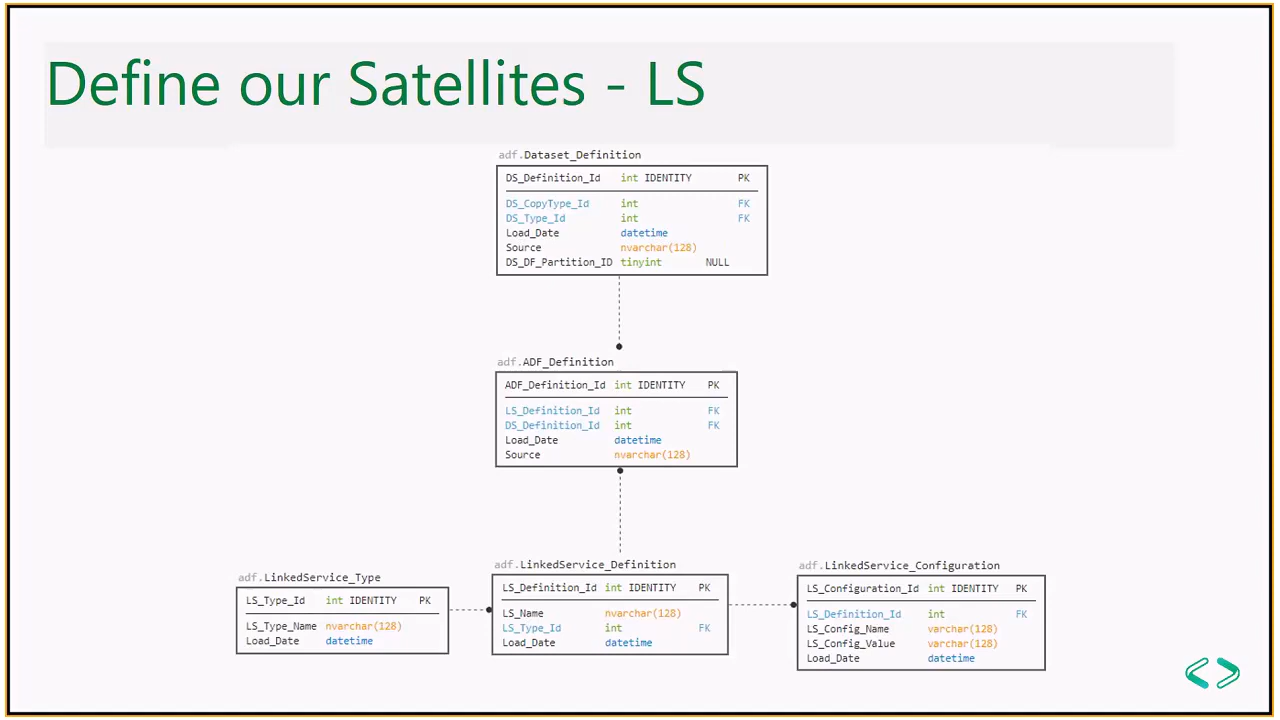 Define our Satellites - LS
adf.Dataset_Definition
DS_Definition_Id int IDENTITY PK
DS_CopyType_Id int FK
DS_Type_Id int FK
Load_Date datetime
Source nvarchar(128)
DS_DF_Partition_ID tinyint NULL
adf.ADF_Definition
ADF_Definition_Id int IDENTITY PK
LS_Definition_Id int FK
DS_Definition_Id int FK
Load_Date datetime
Source nvarchar(128)
adf.LinkedService_Type
LS_Type_Id int IDENTITY PK
LS_Type_Name nvarchar(128)
Load_Date datetime
adf.LinkedService_Definition
LS_Definition_Id int IDENTITY PK
LS_Name nvarchar(128)
LS_Type_Id int FK
Load_Date datetime
adf.LinkedService_Configuration
LS_Configuration_Id int IDENTITY PK
LS_Definition_Id int FK
LS_Config_Name varchar(128)
LS_Config_Value varchar(128)
Load_Date datetime